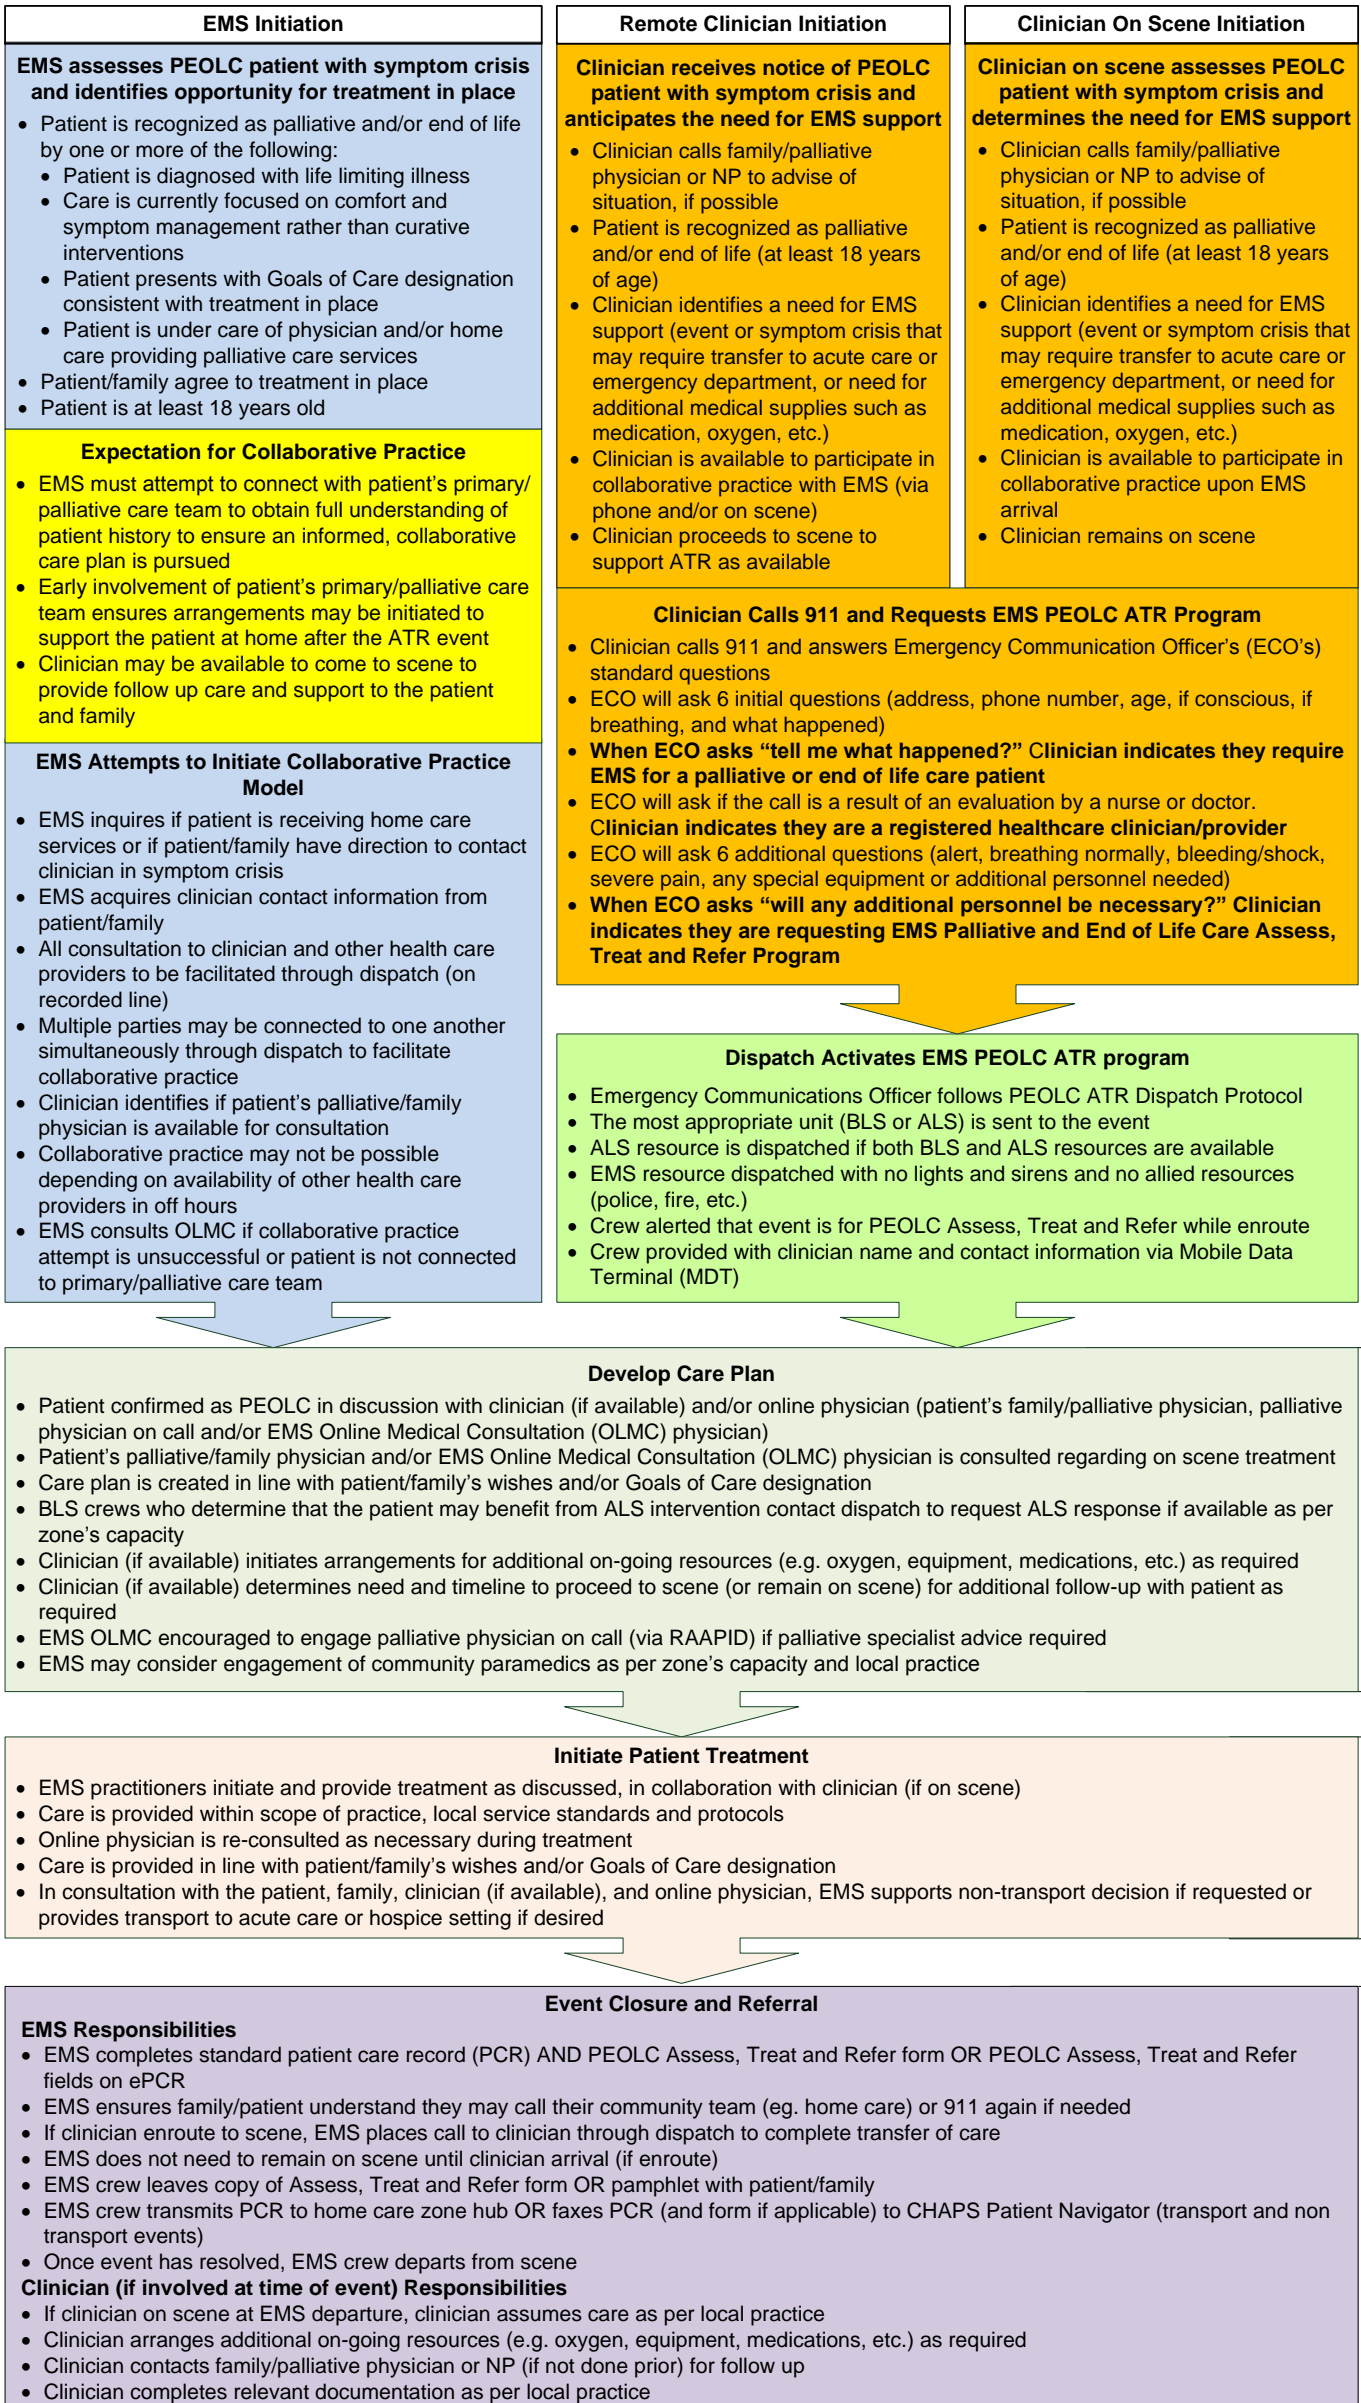 EMS Initiation
EMS assesses PEOLC patient with symptom crisis
and identifies opportunity for treatment in place
• Patient is recognized as palliative and/or end of life
by one or more of the following:
• Patient is diagnosed with life limiting illness
• Care is currently focused on comfort and
symptom management rather than curative
interventions
• Patient presents with Goals of Care designation
consistent with treatment in place
• Patient is under care of physician and/or home
care providing palliative care services
• Patient/family agree to treatment in place
• Patient is at least 18 years old
Expectation for Collaborative Practice
• EMS must attempt to connect with patient's primary/
palliative care team to obtain full understanding of
patient history to ensure an informed, collaborative
care plan is pursued
• Early involvement of patient's primary/palliative care
team ensures arrangements may be initiated to
support the patient at home after the ATR event
• Clinician may be available to come to scene to
provide follow up care and support to the patient
and family
EMS Attempts to Initiate Collaborative Practice
Model
• EMS inquires if patient is receiving home care
services or if patient/family have direction to contact
clinician in symptom crisis
• EMS acquires clinician contact information from
patient/family
• All consultation to clinician and other health care
providers to be facilitated through dispatch (on
recorded line)
• Multiple parties may be connected to one another
simultaneously through dispatch to facilitate
collaborative practice
• Clinician identifies if patient's palliative/family
physician is available for consultation
• Collaborative practice may not be possible
depending on availability of other health care
providers in off hours
• EMS consults OLMC if collaborative practice
attempt is unsuccessful or patient is not connected
to primary/palliative care team
Remote Clinician Initiation
Clinician receives notice of PEOLC
patient with symptom crisis and
anticipates the need for EMS support
• Clinician calls family/palliative
physician or NP to advise of
situation, if possible
• Patient is recognized as palliative
and/or end of life (at least 18 years
of age)
• Clinician identifies a need for EMS
support (event or symptom crisis that
may require transfer to acute care or
emergency department, or need for
additional medical supplies such as
medication, oxygen, etc.)
• Clinician is available to participate in
collaborative practice with EMS (via
phone and/or on scene)
• Clinician proceeds to scene to
support ATR as available
Clinician On Scene Initiation
Clinician on scene assesses PEOLC
patient with symptom crisis and
determines the need for EMS support
• Clinician calls family/palliative
physician or NP to advise of
situation, if possible
• Patient is recognized as palliative
and/or end of life (at least 18 years
of age)
• Clinician identifies a need for EMS
support (event or symptom crisis that
may require transfer to acute care or
emergency department, or need for
additional medical supplies such as
medication, oxygen, etc.)
• Clinician is available to participate in
collaborative practice upon EMS
arrival
• Clinician remains on scene
Clinician Calls 911 and Requests EMS PEOLC ATR Program
• Clinician calls 911 and answers Emergency Communication Officer's (ECO's)
standard questions
• ECO will ask 6 initial questions (address, phone number, age, if conscious, if
breathing, and what happened)
• When ECO asks “tell me what happened?” Clinician indicates they require
EMS for a palliative or end of life care patient
• ECO will ask if the call is a result of an evaluation by a nurse or doctor.
Clinician indicates they are a registered healthcare clinician/provider
• ECO will ask 6 additional questions (alert, breathing normally, bleeding/shock,
severe pain, any special equipment or additional personnel needed)
• When ECO asks “will any additional personnel be necessary?” Clinician
indicates they are requesting EMS Palliative and End of Life Care Assess,
Treat and Refer Program
Dispatch Activates EMS PEOLC ATR program
• Emergency Communications Officer follows PEOLC ATR Dispatch Protocol
• The most appropriate unit (BLS or ALS) is sent to the event
• ALS resource is dispatched if both BLS and ALS resources are available
• EMS resource dispatched with no lights and sirens and no allied resources
(police, fire, etc.)
• Crew alerted that event is for PEOLC Assess, Treat and Refer while enroute
• Crew provided with clinician name and contact information via Mobile Data
Terminal (MDT)
Develop Care Plan
• Patient confirmed as PEOLC in discussion with clinician (if available) and/or online physician (patient's family/palliative physician, palliative
physician on call and/or EMS Online Medical Consultation (OLMC) physician)
• Patient's palliative/family physician and/or EMS Online Medical Consultation (OLMC) physician is consulted regarding on scene treatment
• Care plan is created in line with patient/family's wishes and/or Goals of Care designation
• BLS crews who determine that the patient may benefit from ALS intervention contact dispatch to request ALS response if available as per
zone's capacity
• Clinician (if available) initiates arrangements for additional on-going resources (e.g. oxygen, equipment, medications, etc.) as required
• Clinician (if available) determines need and timeline to proceed to scene (or remain on scene) for additional follow-up with patient as
required
• EMS OLMC encouraged to engage palliative physician on call (via RAAPID) if palliative specialist advice required
• EMS may consider engagement of community paramedics as per zone's capacity and local practice
Initiate Patient Treatment
• EMS practitioners initiate and provide treatment as discussed, in collaboration with clinician (if on scene)
• Care is provided within scope of practice, local service standards and protocols
• Online physician is re-consulted as necessary during treatment
• Care is provided in line with patient/family's wishes and/or Goals of Care designation
• In consultation with the patient, family, clinician (if available), and online physician, EMS supports non-transport decision if requested or
provides transport to acute care or hospice setting if desired
Event Closure and Referral
EMS Responsibilities
• EMS completes standard patient care record (PCR) AND PEOLC Assess, Treat and Refer form OR PEOLC Assess, Treat and Refer
fields on ePCR
• EMS ensures family/patient understand they may call their community team (eg. home care) or 911 again if needed
• If clinician enroute to scene, EMS places call to clinician through dispatch to complete transfer of care
• EMS does not need to remain on scene until clinician arrival (if enroute)
• EMS crew leaves copy of Assess, Treat and Refer form OR pamphlet with patient/family
• EMS crew transmits PCR to home care zone hub OR faxes PCR (and form if applicable) to CHAPS Patient Navigator (transport and non
transport events)
• Once event has resolved, EMS crew departs from scene
Clinician (if involved at time of event) Responsibilities
• If clinician on scene at EMS departure, clinician assumes care as per local practice
• Clinician arranges additional on-going resources (e.g. oxygen, equipment, medications, etc.) as required
• Clinician contacts family/palliative physician or NP (if not done prior) for follow up
• Clinician completes relevant documentation as per local practice